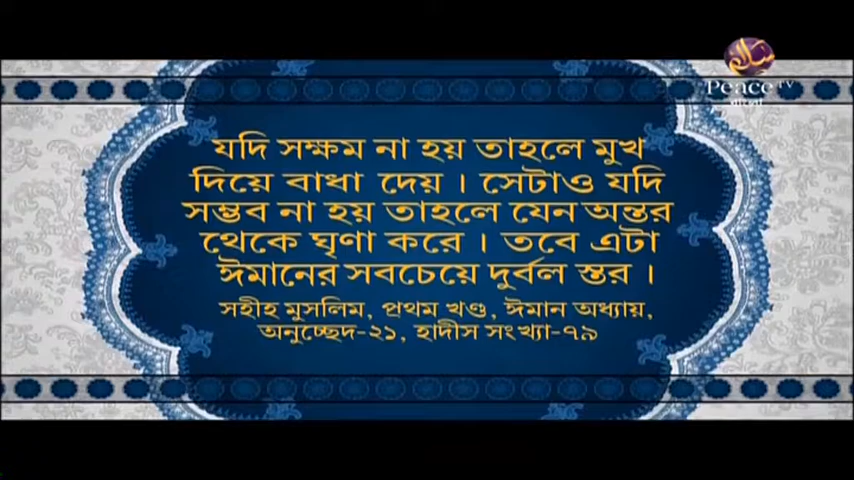 سلام
Peace TV
বাংলা
যদি সক্ষম না হয় তাহলে মুখ
দিয়ে বাধা দেয় । সেটাও যদি
সম্ভব না হয় তাহলে যেন অন্তর
থেকে ঘৃণা করে । তবে এটা
ঈমানের সবচেয়ে দুর্বল স্তর ।
সহীহ মুসলিম, প্রথম খণ্ড, ঈমান অধ্যায়,
অনুচ্ছেদ-২১, হাদীস সংখ্যা-৭৯